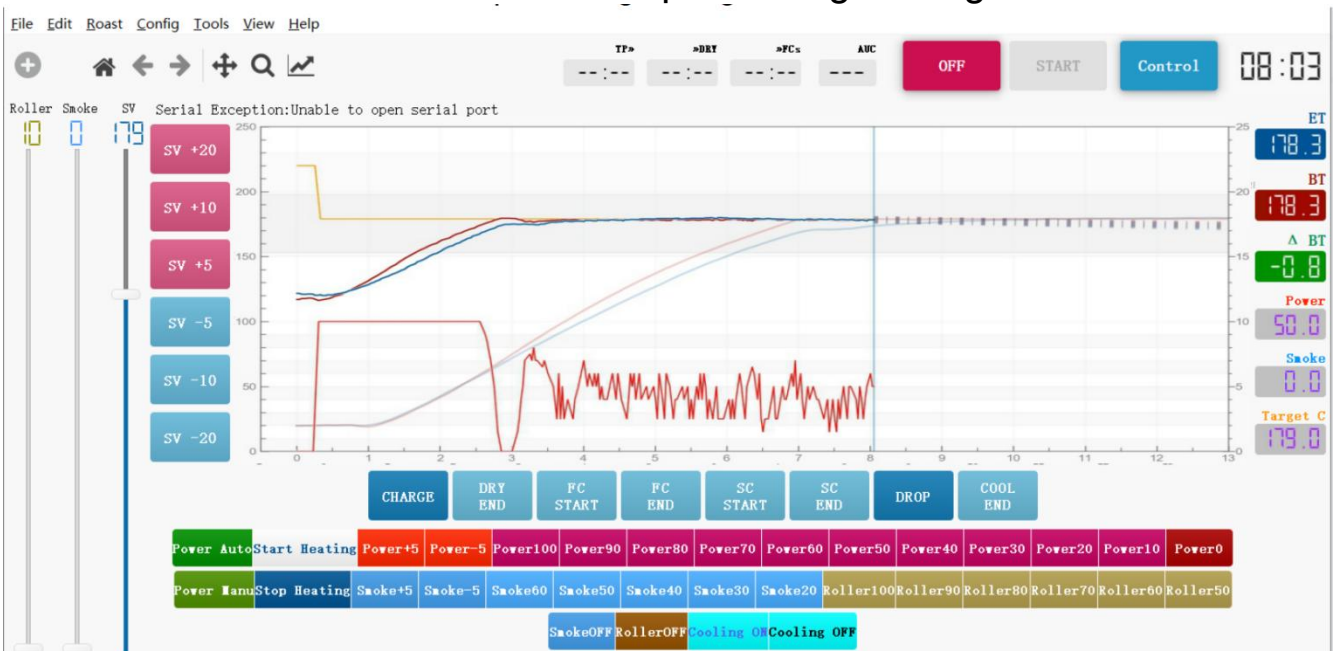 File Edit Roast Config Tools View Help
TP» »DRY »FCs AUC
--:-- --:-- --:-- ---
OFF START Control 08:03
Roller Smoke SV Serial Exception:Unable to open serial port
10 0 179
SV +20
SV +10
SV +5
SV -5
SV -10
SV -20
250
200
150
100
50
0
25
20
15
10
5
0
0 1 2 3 4 5 6 7 8 9 10 11 12 13
ET
178.3
BT
178.3
Δ BT
-0.8
Power
50.0
Smoke
0.0
Target C
179.0
CHARGE DRY END FC START FC END SC START SC END DROP COOL END
Power Auto Start Heating Power+5 Power-5 Power100 Power90 Power80 Power70 Power60 Power50 Power40 Power30 Power20 Power10 Power0
Power Manu Stop Heating Smoke+5 Smoke-5 Smoke60 Smoke50 Smoke40 Smoke30 Smoke20 Roller100 Roller90 Roller80 Roller70 Roller60 Roller50
SmokeOFF RollerOFF Cooling ON Cooling OFF